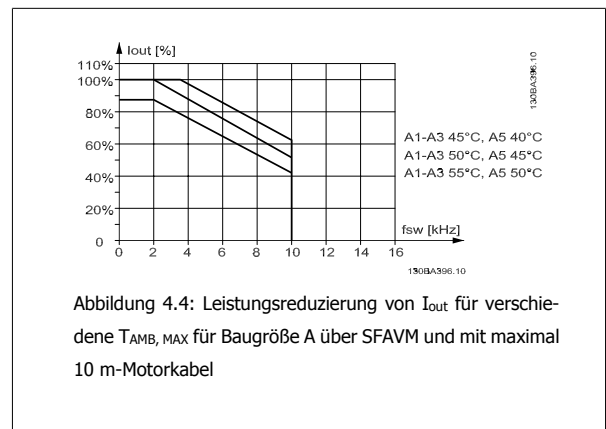 Iout [%]
110%
100%
80%
60%
40%
20%
0
0 2 4 6 8 10 12 14 16
fsw [kHz]
A1-A3 45°C, A5 40°C
A1-A3 50°C, A5 45°C
A1-A3 55°C, A5 50°C
130BA396.10
130BA396.10
Abbildung 4.4: Leistungsreduzierung von Iout für verschie-
dene TAMB, MAX für Baugröße A über SFAVM und mit maximal
10 m-Motorkabel